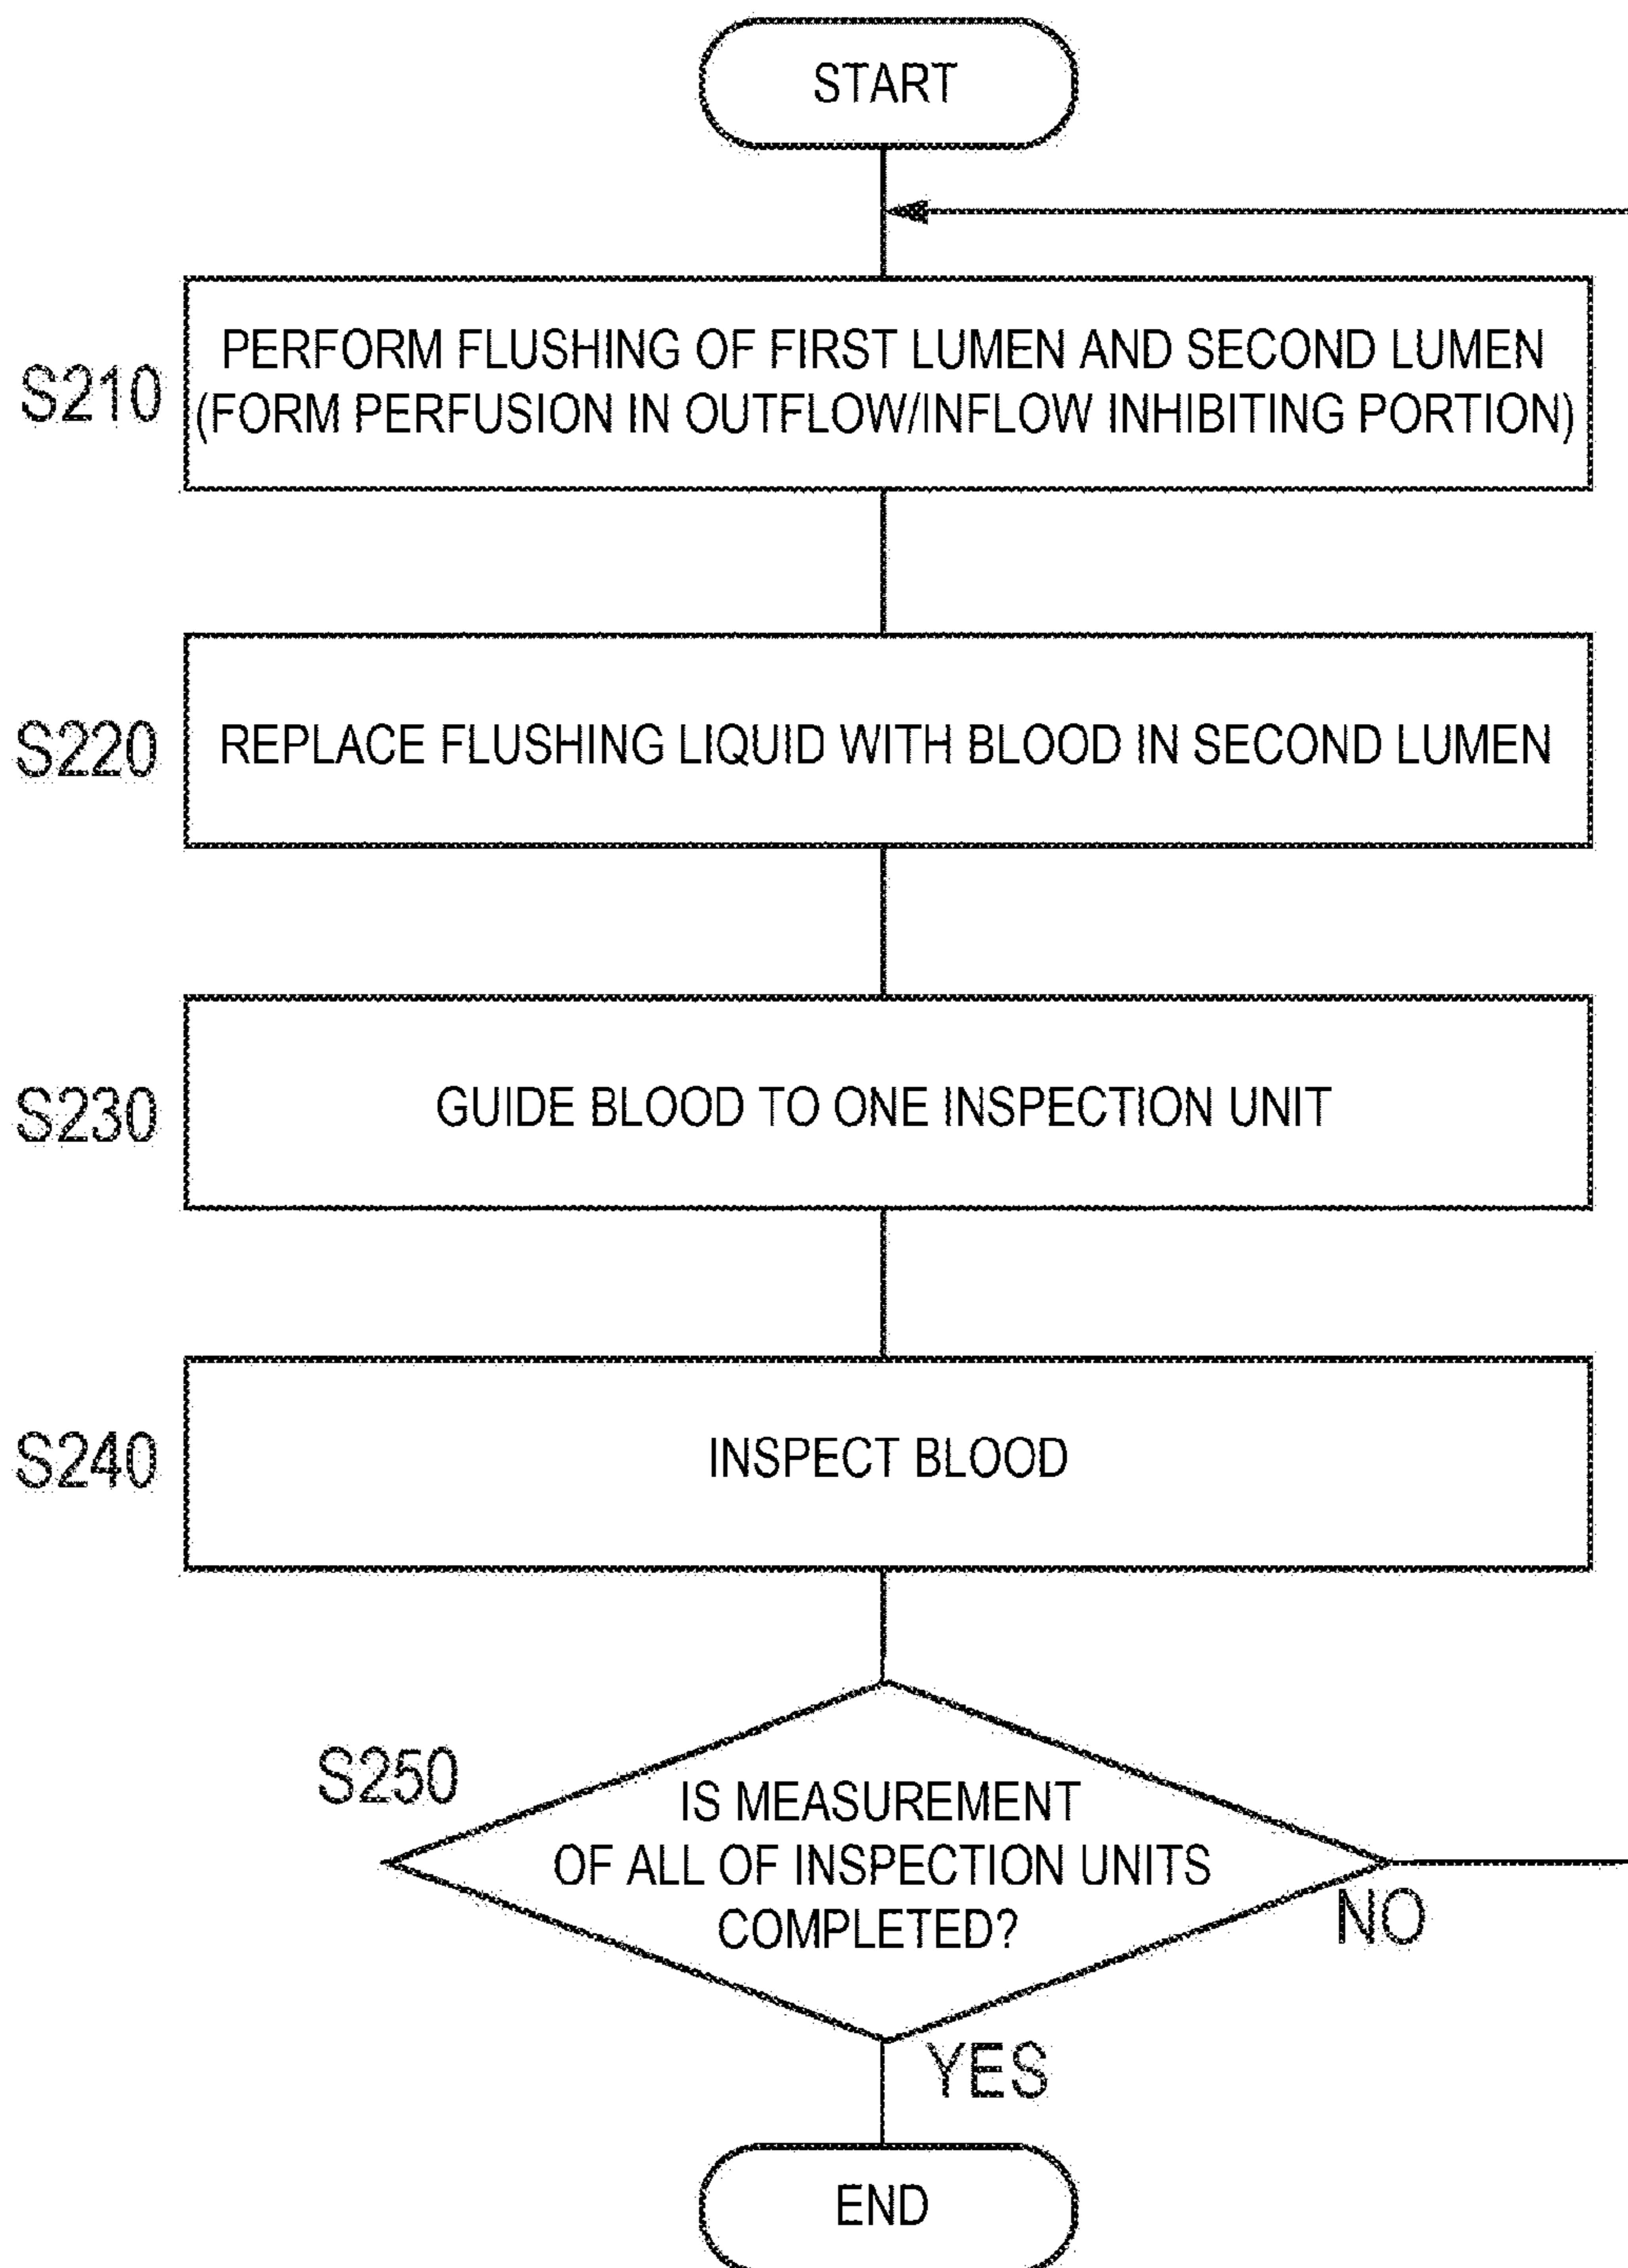 START
S210
PERFORM FLUSHING OF FIRST LUMEN AND SECOND LUMEN
(FORM PERFUSION IN OUTFLOW/INFLOW INHIBITING PORTION)
S220
REPLACE FLUSHING LIQUID WITH BLOOD IN SECOND LUMEN
S230
GUIDE BLOOD TO ONE INSPECTION UNIT
S240
INSPECT BLOOD
S250
IS MEASUREMENT
OF ALL OF INSPECTION UNITS
COMPLETED?
NO
YES
END